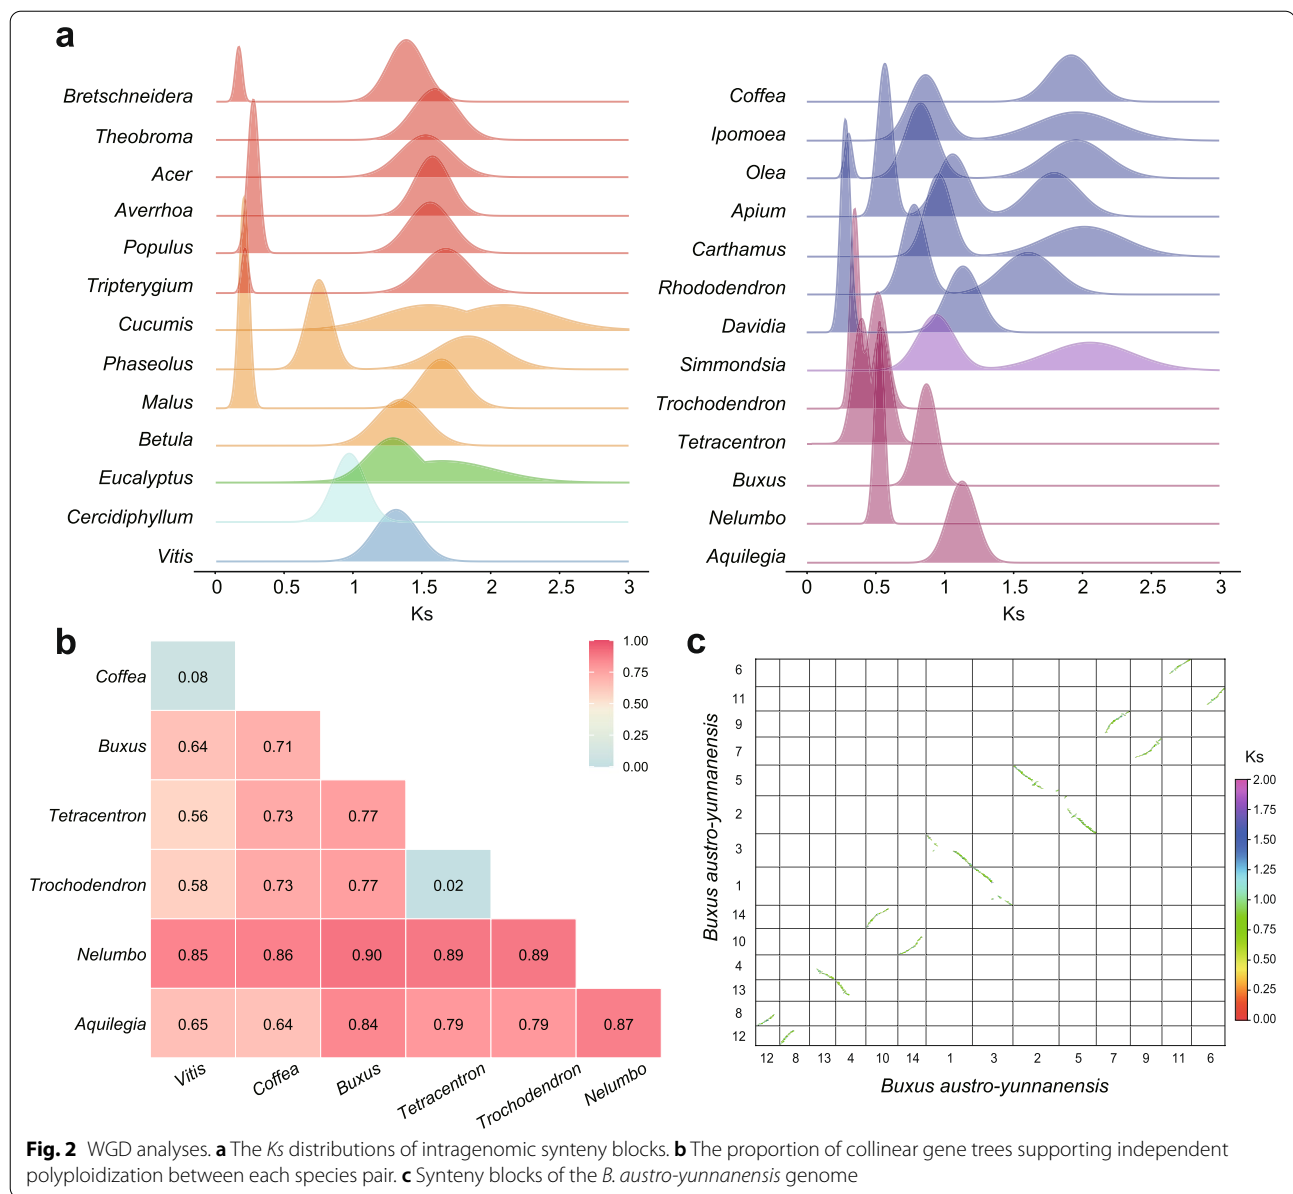 a
Bretschneidera
Theobroma
Acer
Averrhoa
Populus
Tripterygium
Cucumis
Phaseolus
Malus
Betula
Eucalyptus
Cercidiphyllum
Vitis
0 0.5 1 1.5 2 2.5 3
Ks
Coffea
Ipomoea
Olea
Apium
Carthamus
Rhododendron
Davidia
Simmondsia
Trochodendron
Tetracentron
Buxus
Nelumbo
Aquilegia
0 0.5 1 1.5 2 2.5 3
Ks
b
Coffea 0.08
Buxus 0.64 0.71
Tetracentron 0.56 0.73 0.77
Trochodendron 0.58 0.73 0.77 0.02
Nelumbo 0.85 0.86 0.90 0.89 0.89
Aquilegia 0.65 0.64 0.84 0.79 0.79 0.87
Vitis Coffea Buxus Tetracentron Trochodendron Nelumbo
1.00
0.75
0.50
0.25
0.00
c
Buxus austro-yunnanensis
6
11
9
7
5
2
3
1
14
10
4
13
8
12
12 8 13 4 10 14 1 3 2 5 7 9 11 6
Buxus austro-yunnanensis
Ks
2.00
1.75
1.50
1.25
1.00
0.75
0.50
0.25
0.00
Fig. 2 WGD analyses. a The Ks distributions of intragenomic synteny blocks. b The proportion of collinear gene trees supporting independent
polyploidization between each species pair. c Synteny blocks of the B. austro-yunnanensis genome